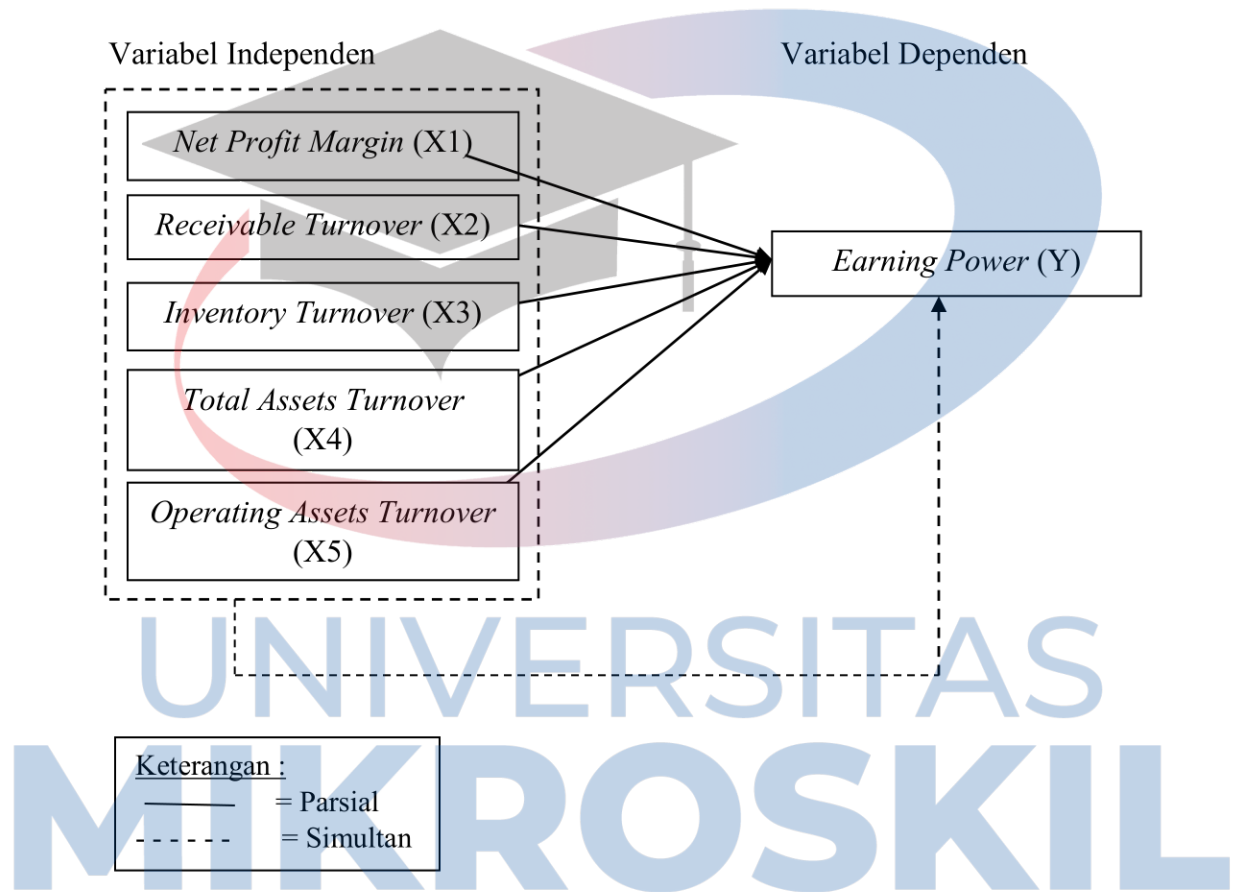 Variabel Independen
Variabel Dependen
Net Profit Margin (X1)
Receivable Turnover (X2)
Earning Power (Y)
Inventory Turnover (X3)
Total Assets Turnover
(X4)
Operating Assets Turnover
(X5)
UNIVERSITAS
MIKROSKIL
Keterangan :
= Parsial
= Simultan